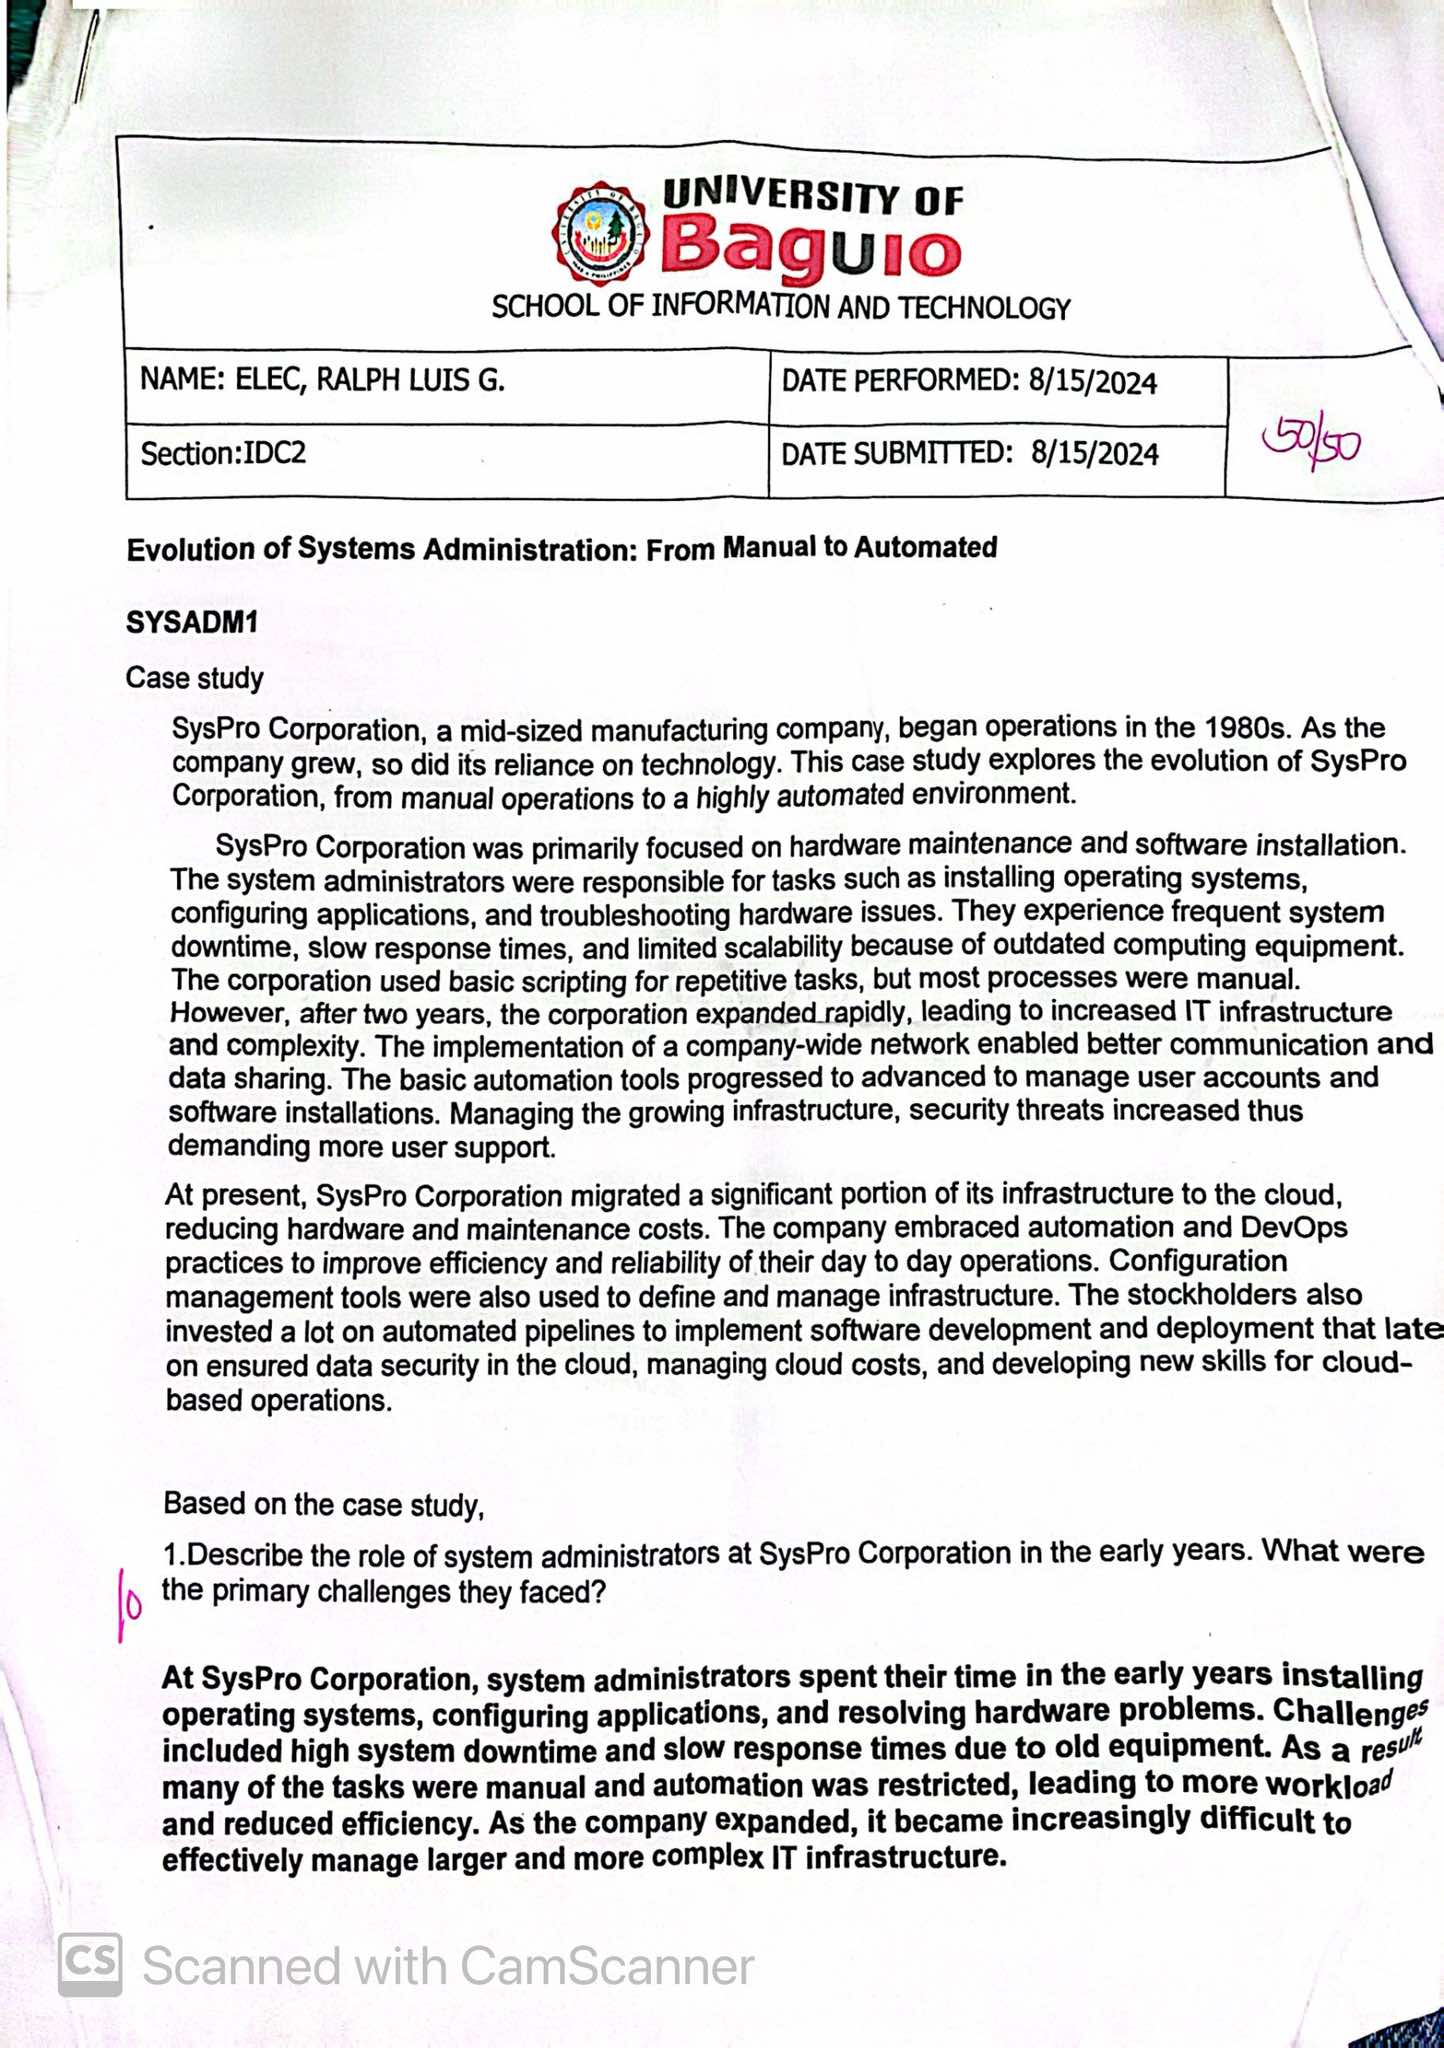 UNIVERSITY OF
Baguio
SCHOOL OF INFORMATION AND TECHNOLOGY
NAME: ELEC, RALPH LUIS G.
DATE PERFORMED: 8/15/2024
50/50
Section:IDC2
DATE SUBMITTED: 8/15/2024
Evolution of Systems Administration: From Manual to Automated
SYSADM1
Case study
SysPro Corporation, a mid-sized manufacturing company, began operations in the 1980s. As the
company grew, so did its reliance on technology. This case study explores the evolution of SysPro
Corporation, from manual operations to a highly automated environment.
SysPro Corporation was primarily focused on hardware maintenance and software installation.
The system administrators were responsible for tasks such as installing operating systems,
configuring applications, and troubleshooting hardware issues. They experience frequent system
downtime, slow response times, and limited scalability because of outdated computing equipment.
The corporation used basic scripting for repetitive tasks, but most processes were manual.
However, after two years, the corporation expanded rapidly, leading to increased IT infrastructure
and complexity. The implementation of a company-wide network enabled better communication and
data sharing. The basic automation tools progressed to advanced to manage user accounts and
software installations. Managing the growing infrastructure, security threats increased thus
demanding more user support.
At present, SysPro Corporation migrated a significant portion of its infrastructure to the cloud,
reducing hardware and maintenance costs. The company embraced automation and DevOps
practices to improve efficiency and reliability of their day to day operations. Configuration
management tools were also used to define and manage infrastructure. The stockholders also
invested a lot on automated pipelines to implement software development and deployment that late
on ensured data security in the cloud, managing cloud costs, and developing new skills for cloud-
based operations.
Based on the case study,
1.Describe the role of system administrators at SysPro Corporation in the early years. What were
the primary challenges they faced?
10
At SysPro Corporation, system administrators spent their time in the early years installing
operating systems, configuring applications, and resolving hardware problems. Challenges
included high system downtime and slow response times due to old equipment. As a result
many of the tasks were manual and automation was restricted, leading to more workload
and reduced efficiency. As the company expanded, it became increasingly difficult to
effectively manage larger and more complex IT infrastructure.
CS Scanned with CamScanner